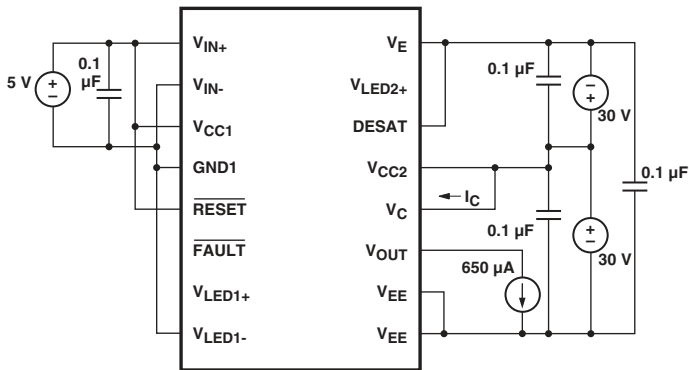 5 V
+
–
0.1
µF
V_IN+
V_IN-
V_CC1
GND1
RESET
FAULT
V_LED1+
V_LED1-
V_E
V_LED2+
DESAT
V_CC2
V_C
V_OUT
V_EE
V_EE
I_C
650 µA
0.1 µF
–
+
30 V
0.1 µF
+
–
30 V
0.1 µF